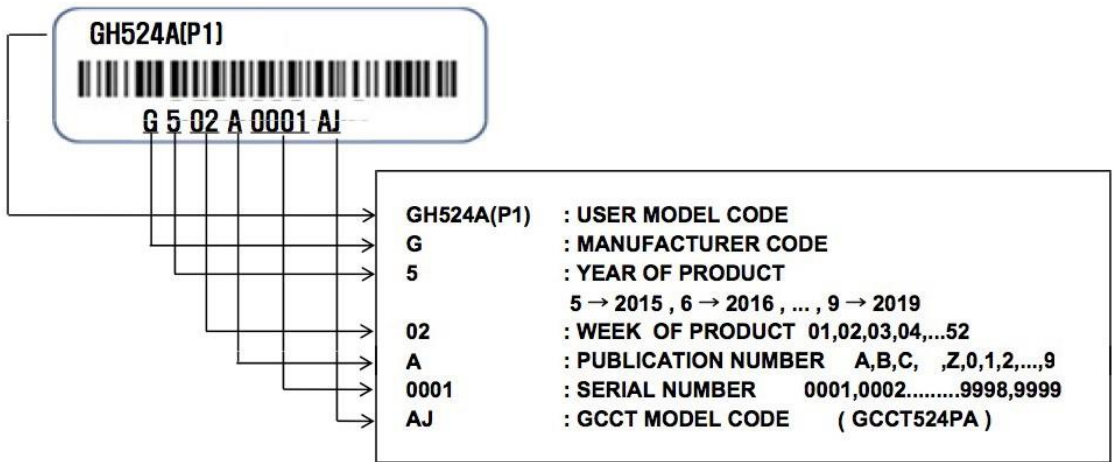 GH524A(P1)
G 5 02 A 0001 AJ
GH524A(P1) : USER MODEL CODE
G : MANUFACTURER CODE
5 : YEAR OF PRODUCT
5 → 2015 , 6 → 2016 , ... , 9 → 2019
02 : WEEK OF PRODUCT 01,02,03,04,...52
A : PUBLICATION NUMBER A,B,C, ,Z,0,1,2,...,9
0001 : SERIAL NUMBER 0001,0002.........9998,9999
AJ : GCCT MODEL CODE ( GCCT524PA )